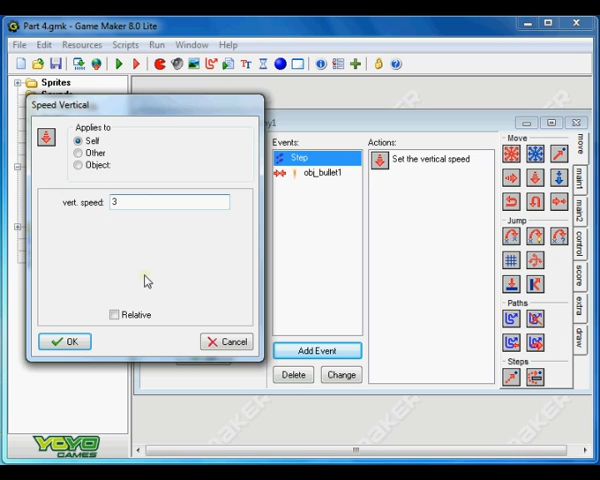 Part 4.gmk - Game Maker 8.0 Lite
File Edit Resources Scripts Run Window Help
Sprites
Speed Vertical
Applies to
Self
Other
Object:
vert. speed: 3
Relative
OK
Cancel
Events:
Step
obj_bullet1
Add Event
Delete
Change
Actions:
Set the vertical speed
Move
Jump
Paths
Steps
move
main1
main2
control
score
extra
draw
YOYO
GAMES